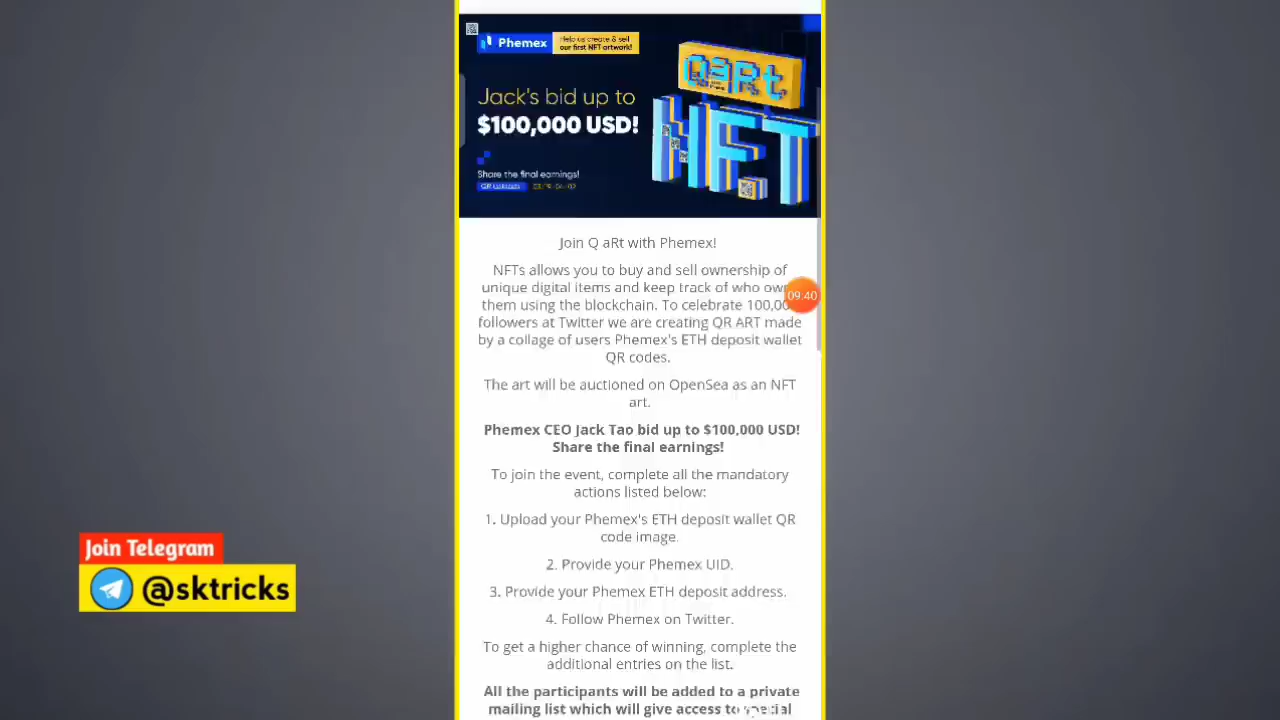 Phemex
Help us create & sell
our first NFT artwork!
QaRt
NFT
Jack's bid up to
$100,000 USD!
Share the final earnings!
Join Q aRt with Phemex!
NFTs allows you to buy and sell ownership of
unique digital items and keep track of who
09:40
them using the blockchain. To celebrate
followers at Twitter we are creating QR ART made
by a collage of users Phemex's ETH deposit wallet
QR codes.
The art will be auctioned on OpenSea as an NFT
art.
Phemex CEO Jack Tao bid up to $100,000 USD!
Share the final earnings!
To join the event, complete all the mandatory
actions listed below:
1. Upload your Phemex's ETH deposit wallet QR
code image.
2. Provide your Phemex UID.
3. Provide your Phemex ETH deposit address.
4. Follow Phemex on Twitter.
To get a higher chance of winning, complete the
additional entries on the list.
All the participants will be added to a private
mailing list which will give access to
Join Telegram
@sktricks